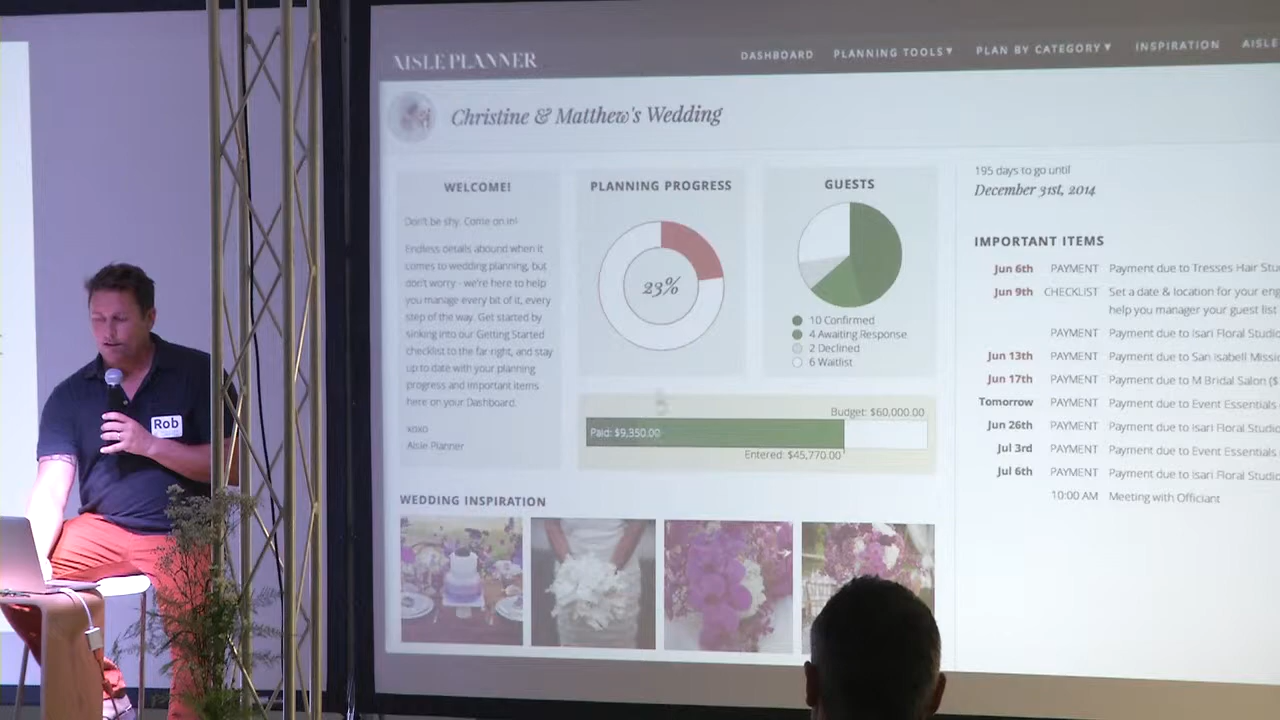 AISLE PLANNER
DASHBOARD PLANNING TOOLS▼ PLAN BY CATEGORY▼ INSPIRATION AISLE
Christine & Matthew's Wedding
WELCOME!
Don't be shy. Come on in!
Endless details abound when it
comes to wedding planning, but
don't worry - we're here to help
you manage every bit of it, every
step of the way. Get started by
sinking into our Getting Started
checklist to the far right, and stay
up to date with your planning
progress and important items
here on your Dashboard.
xoxo
Aisle Planner
PLANNING PROGRESS
23%
GUESTS
10 Confirmed
4 Awaiting Response
2 Declined
6 Waitlist
Budget: $60,000.00
Paid: $9,350.00
Entered: $45,770.00
WEDDING INSPIRATION
195 days to go until
December 31st, 2014
IMPORTANT ITEMS
Jun 6th PAYMENT Payment due to Tresses Hair Stu
Jun 9th CHECKLIST Set a date & location for your eng
help you manager your guest list
PAYMENT Payment due to Isari Floral Studi
Jun 13th PAYMENT Payment due to San Isabell Missi
Jun 17th PAYMENT Payment due to M Bridal Salon ($
Tomorrow PAYMENT Payment due to Event Essentials
Jun 26th PAYMENT Payment due to Isari Floral Studio
Jul 3rd PAYMENT Payment due to Event Essentials
Jul 6th PAYMENT Payment due to Isari Floral Studio
10:00 AM Meeting with Officiant
Rob